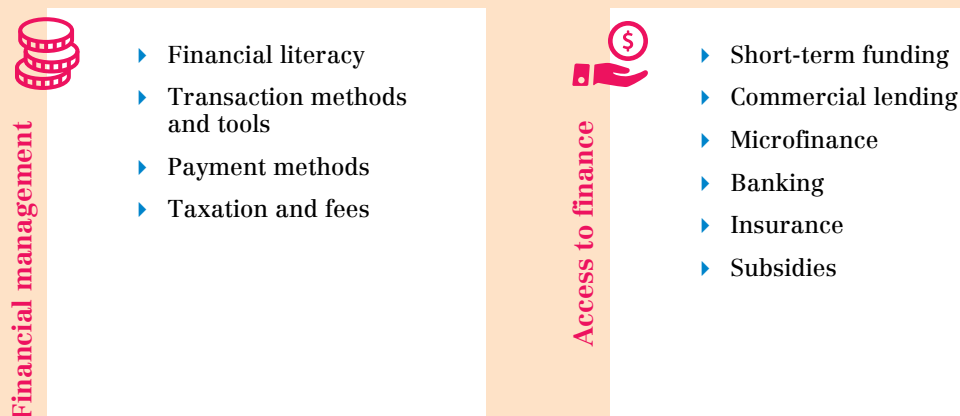 Financial management
Financial literacy
Transaction methods
and tools
Payment methods
Taxation and fees
Access to finance
$
Short-term funding
Commercial lending
Microfinance
Banking
Insurance
Subsidies